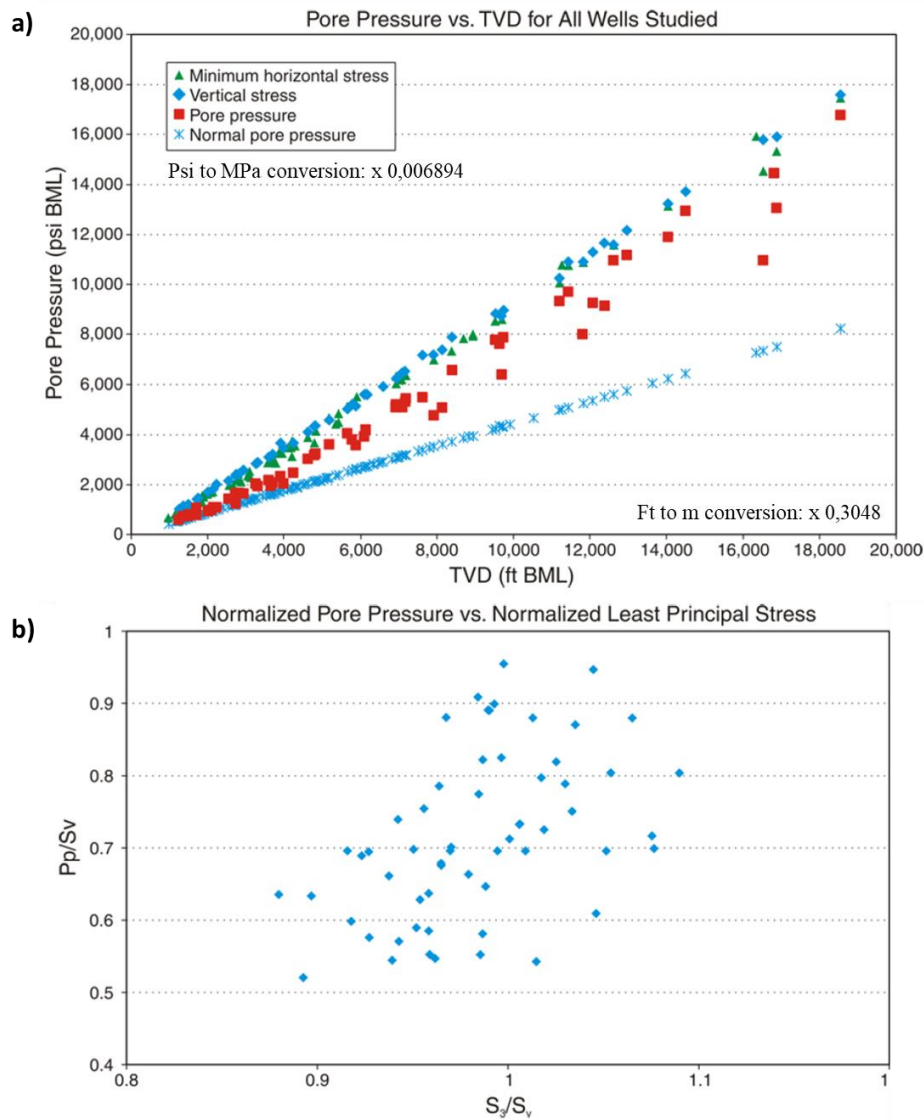 a)
Pore Pressure vs. TVD for All Wells Studied
20,000
18,000
16,000
14,000
12,000
10,000
8,000
6,000
4,000
2,000
0
Pore Pressure (psi BML)
Minimum horizontal stress
Vertical stress
Pore pressure
Normal pore pressure
Psi to MPa conversion: x 0,006894
Ft to m conversion: x 0,3048
0 2,000 4,000 6,000 8,000 10,000 12,000 14,000 16,000 18,000 20,000
TVD (ft BML)
b)
Normalized Pore Pressure vs. Normalized Least Principal Stress
1
0.9
0.8
0.7
0.6
0.5
0.4
Pp/Sv
0.8 0.9 1 1.1 1
S₃/Sᵥ